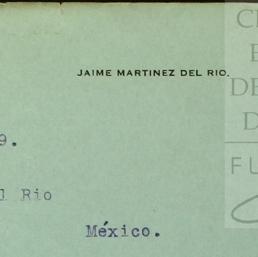 JAIME MARTINEZ DEL RIO.
9.
l Rio
México.